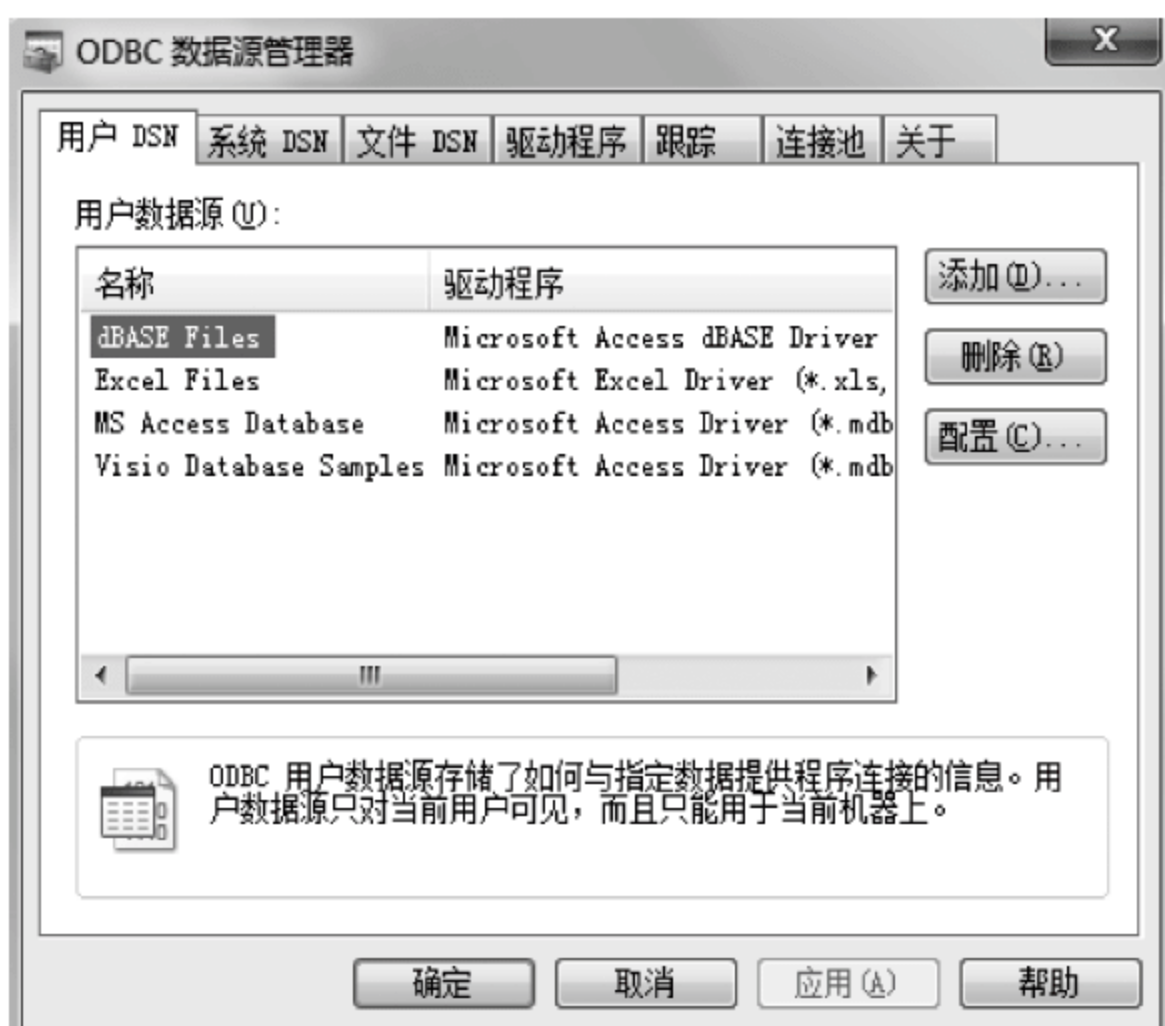 ODBC 数据源管理器
X
用户 DSN 系统 DSN 文件 DSN 驱动程序 跟踪 连接池 关于
用户数据源(U):
名称 驱动程序 添加(D)...
dBASE Files Microsoft Access dBASE Driver
删除(R)
Excel Files Microsoft Excel Driver (*.xls,
MS Access Database Microsoft Access Driver (*.mdb
配置(C)...
Visio Database Samples Microsoft Access Driver (*.mdb
ODBC 用户数据源存储了如何与指定数据提供程序连接的信息。用
户数据源只对当前用户可见，而且只能用于当前机器上。
确定 取消 应用(A) 帮助